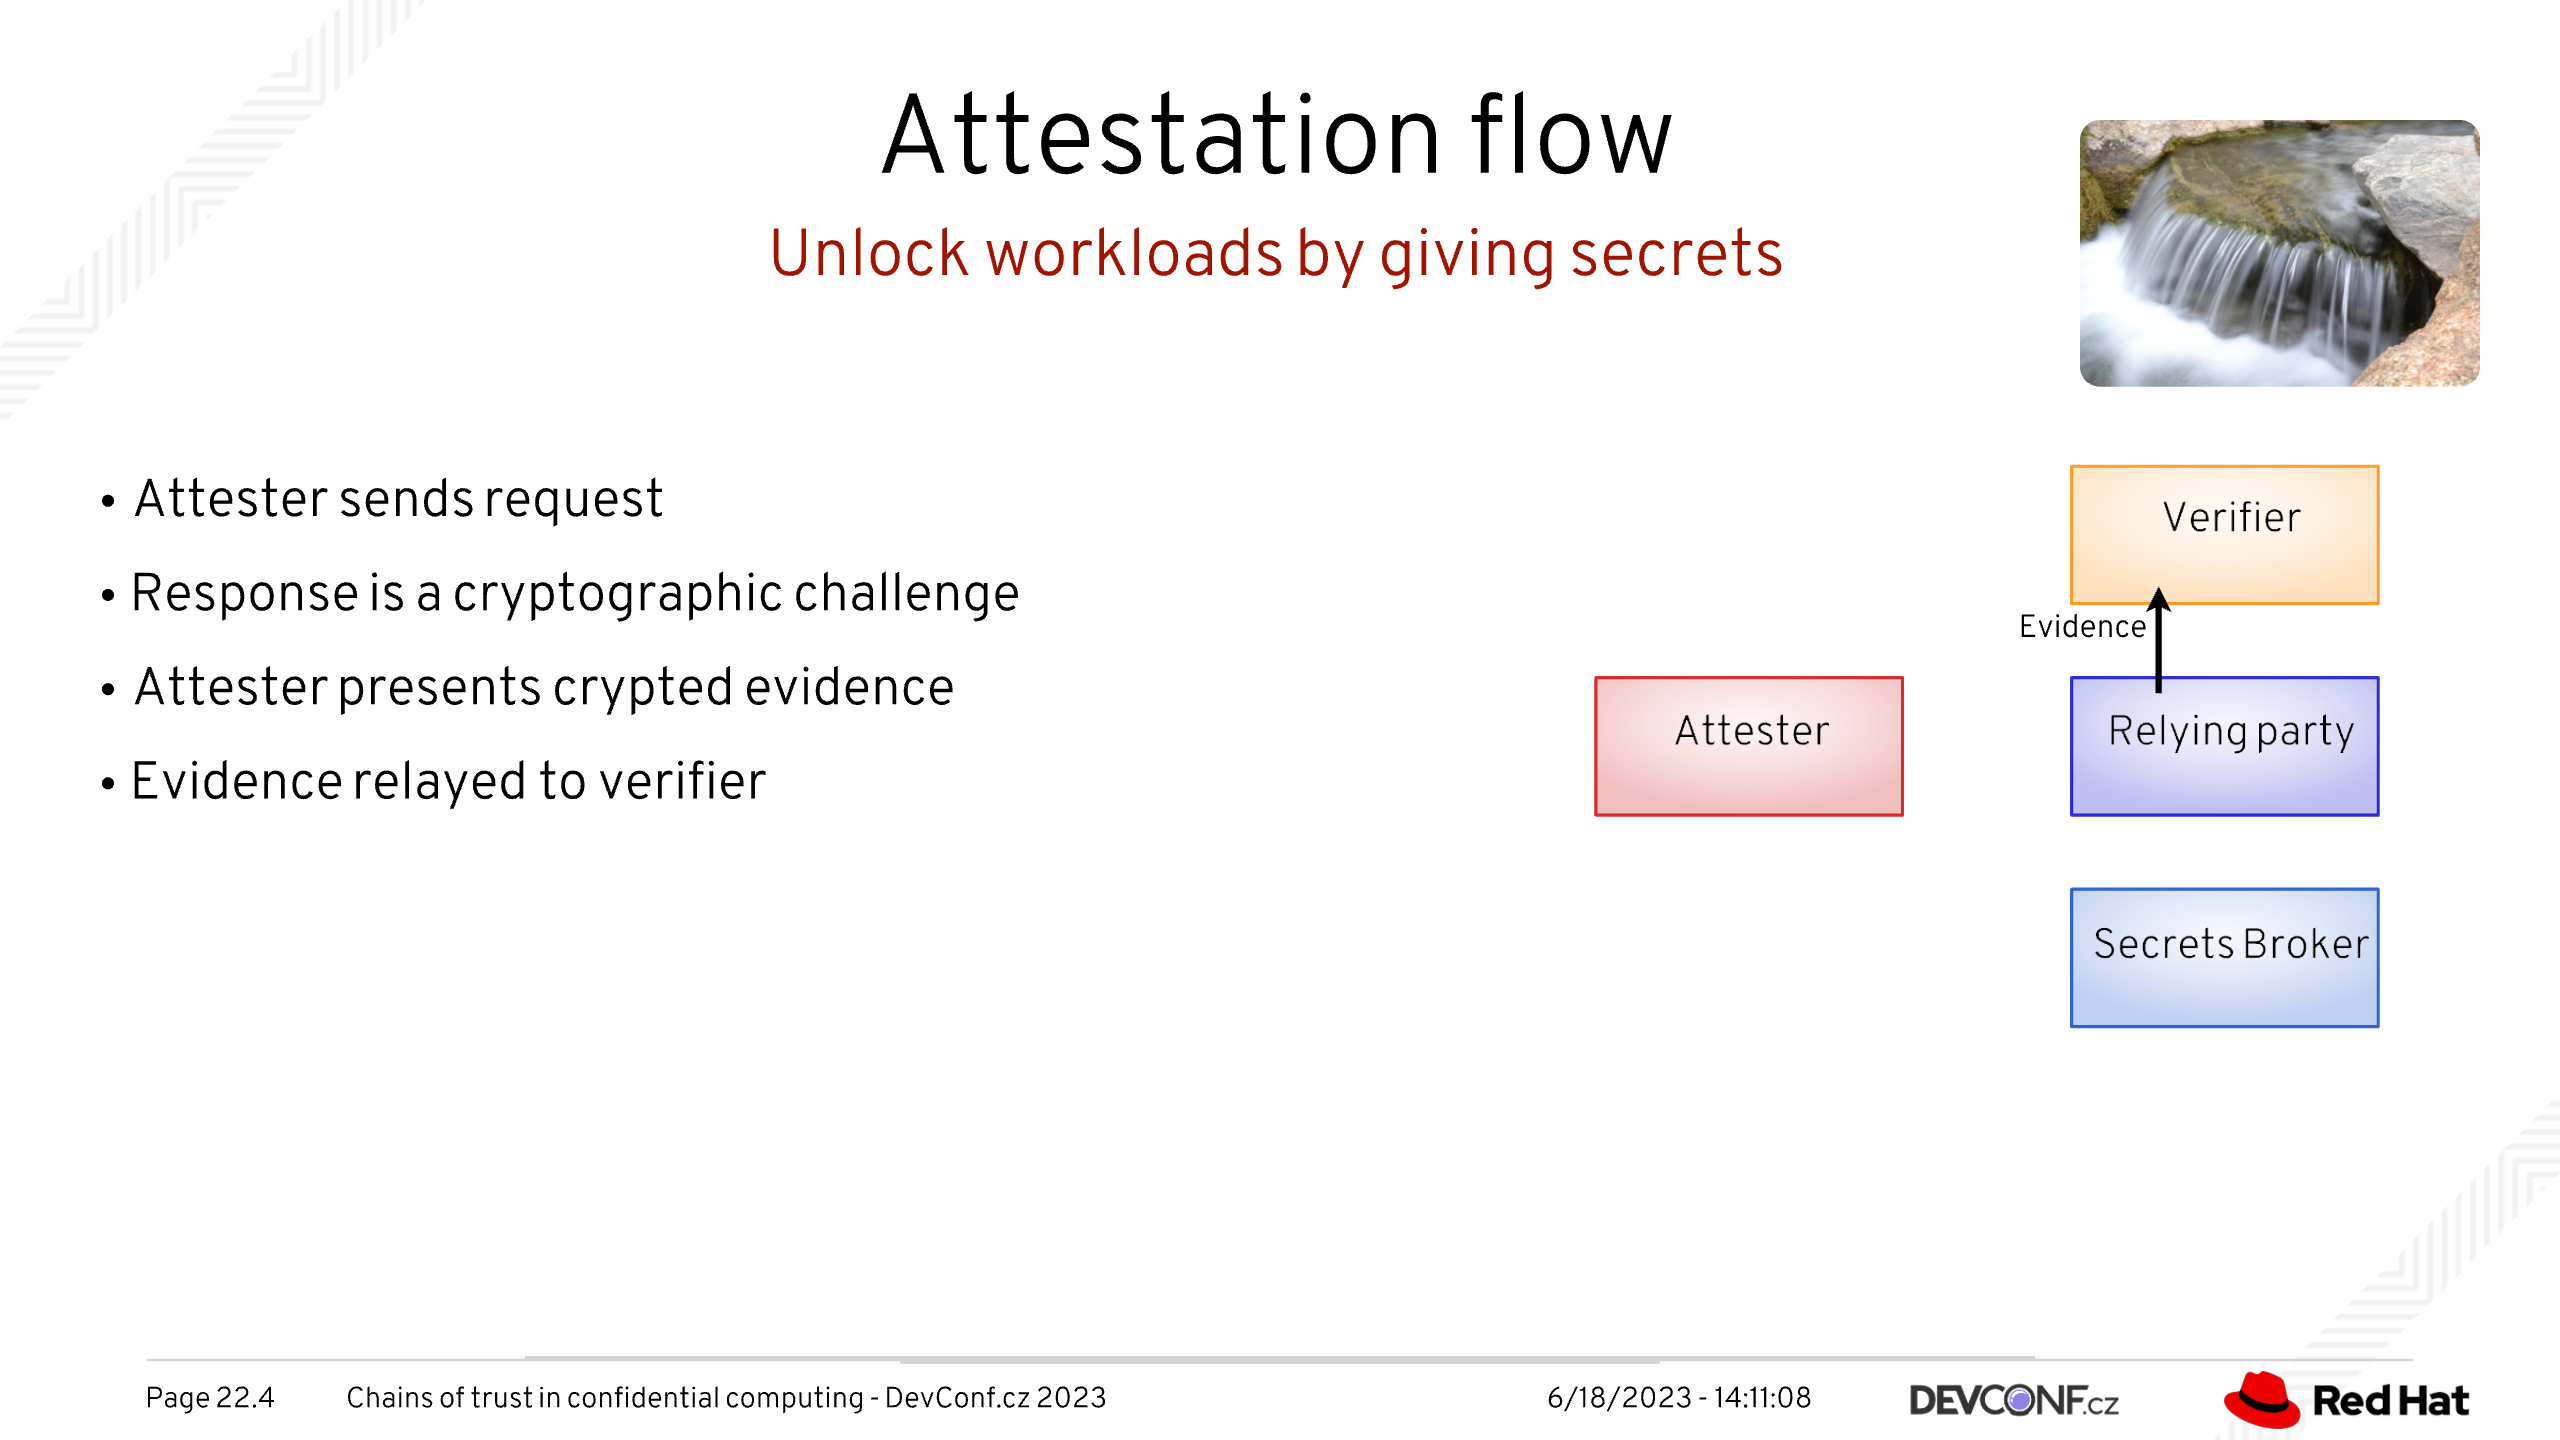 Attestation flow
Unlock workloads by giving secrets
• Attester sends request
• Response is a cryptographic challenge
• Attester presents crypted evidence
• Evidence relayed to verifier
Verifier
Evidence
Attester
Relying party
Secrets Broker
Page 22.4 Chains of trust in confidential computing - DevConf.cz 2023 6/18/2023 - 14:11:08 DEVCONF.cz Red Hat